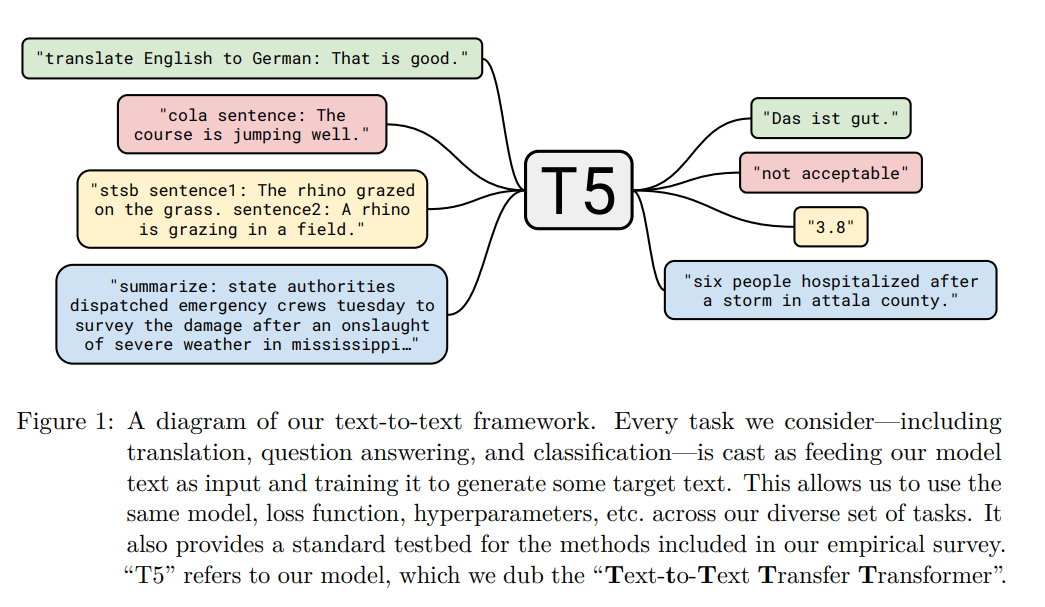 "translate English to German: That is good."
"cola sentence: The
course is jumping well."
"stsb sentence1: The rhino grazed
on the grass. sentence2: A rhino
is grazing in a field."
"summarize: state authorities
dispatched emergency crews tuesday to
survey the damage after an onslaught
of severe weather in mississippi…"
T5
"Das ist gut."
"not acceptable"
"3.8"
"six people hospitalized after
a storm in attala county."
Figure 1: A diagram of our text-to-text framework. Every task we consider—including
translation, question answering, and classification—is cast as feeding our model
text as input and training it to generate some target text. This allows us to use the
same model, loss function, hyperparameters, etc. across our diverse set of tasks. It
also provides a standard testbed for the methods included in our empirical survey.
“T5” refers to our model, which we dub the “Text-to-Text Transfer Transformer”.